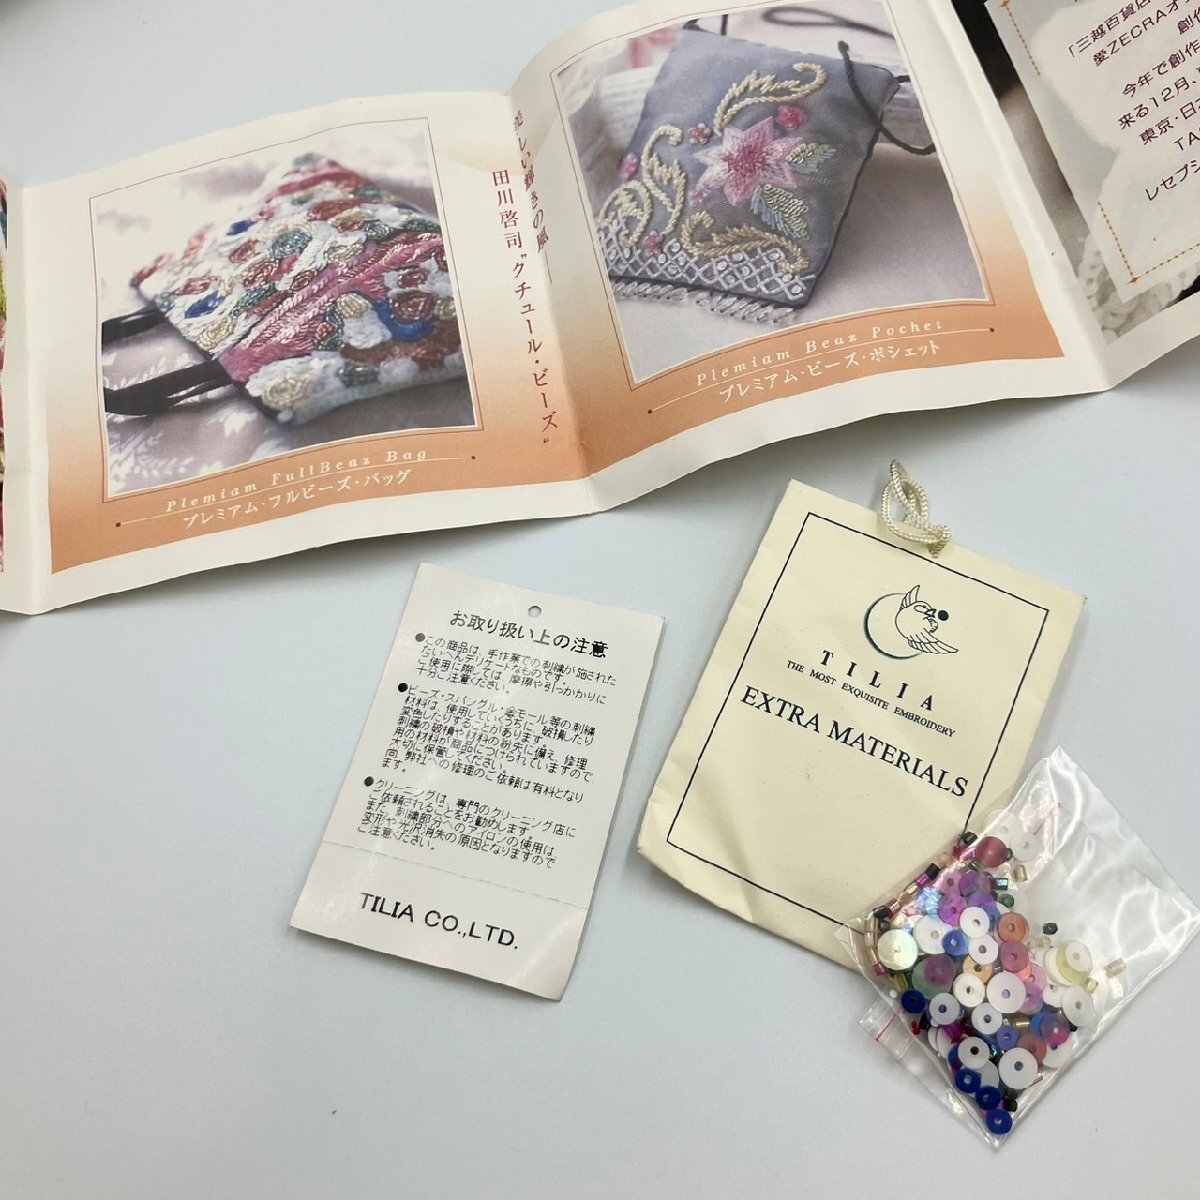 Plemiam FullBeaz Bag
プレミアム・フルビーズ・バッグ
田川啓司"クチュール・ビーズ"
Plemiam Beaz Pochet
プレミアム・ビーズ・ポシェット
「三越百貨店
愛ZECRAオ
創作
今年で創作
来る12月、
東京・日
TA
レセプシ
お取り扱い上の注意
●この商品は、手作業での刺繍が施された
たいへんデリケートなものです。
ご使用に際しては、摩擦や引っかかりに
十分ご注意ください。
●ビーズ・スパングル・金モール等の刺繍
材料は、使用していくうちに、破損したり
変色したりすることがあります。
刺繍の破損や材料の紛失に備え、修理
用の材料が商品につけられていますので、
大切に保管してください。
尚、弊社への修理のご依頼は有料となり
ます。
●クリーニングは、専門のクリーニング店に
ご依頼されることをお勧めします。
また、刺繍部分へのアイロンの使用は、
変形や光沢消失の原因となりますので
ご注意ください。
TILIA CO.,LTD.
TILIA
THE MOST EXQUISITE EMBROIDERY
EXTRA MATERIALS